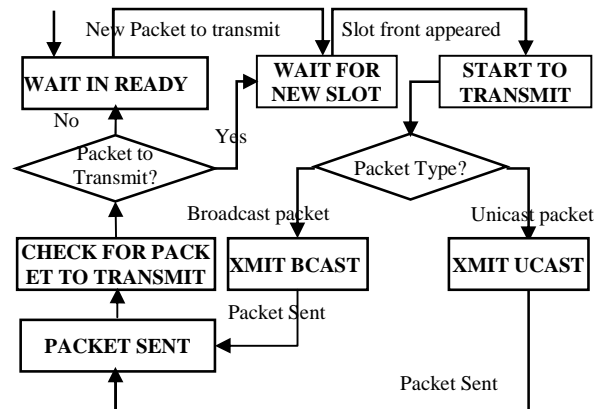 New Packet to transmit
Slot front appeared
WAIT IN READY
WAIT FOR
NEW SLOT
START TO
TRANSMIT
No
Yes
Packet to
Transmit?
Packet Type?
Broadcast packet
Unicast packet
CHECK FOR PACK
ET TO TRANSMIT
XMIT BCAST
XMIT UCAST
Packet Sent
PACKET SENT
Packet Sent